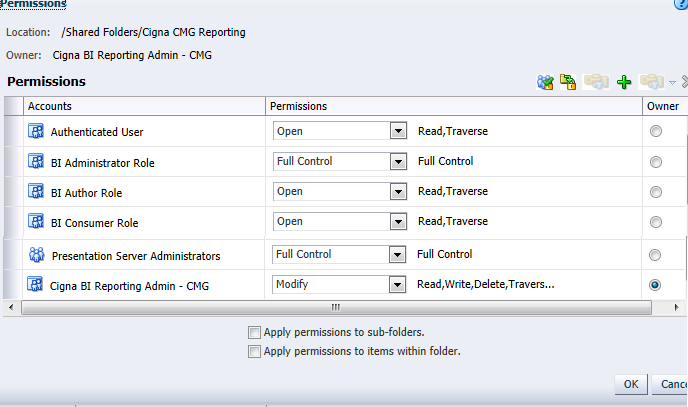 Permissions
Location: /Shared Folders/Cigna CMG Reporting
Owner: Cigna BI Reporting Admin - CMG
Permissions
Accounts Permissions Owner
Authenticated User Open Read,Traverse
BI Administrator Role Full Control Full Control
BI Author Role Open Read,Traverse
BI Consumer Role Open Read,Traverse
Presentation Server Administrators Full Control Full Control
Cigna BI Reporting Admin - CMG Modify Read,Write,Delete,Travers...
Apply permissions to sub-folders.
Apply permissions to items within folder.
OK Cance